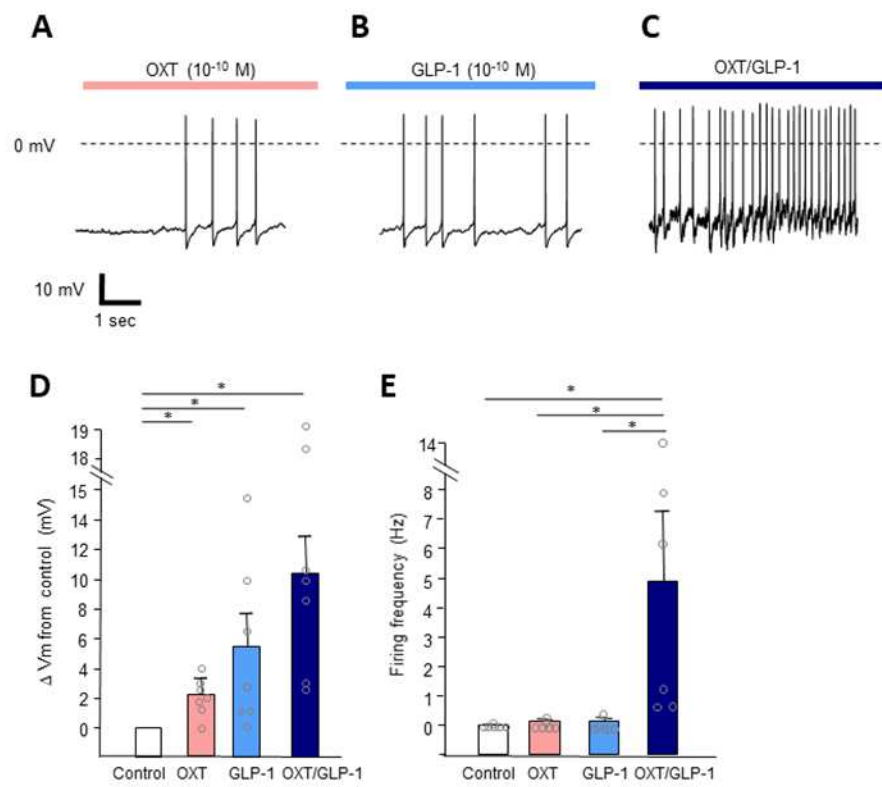 A
B
C
OXT (10⁻¹⁰ M)
GLP-1 (10⁻¹⁰ M)
OXT/GLP-1
0 mV
10 mV
1 sec
D
E
*
*
*
*
*
*
19
18
15
12
10
8
6
4
2
0
Δ Vm from control (mV)
Control
OXT
GLP-1
OXT/GLP-1
14
8
7
6
5
4
3
2
1
0
Firing frequency (Hz)
Control
OXT
GLP-1
OXT/GLP-1